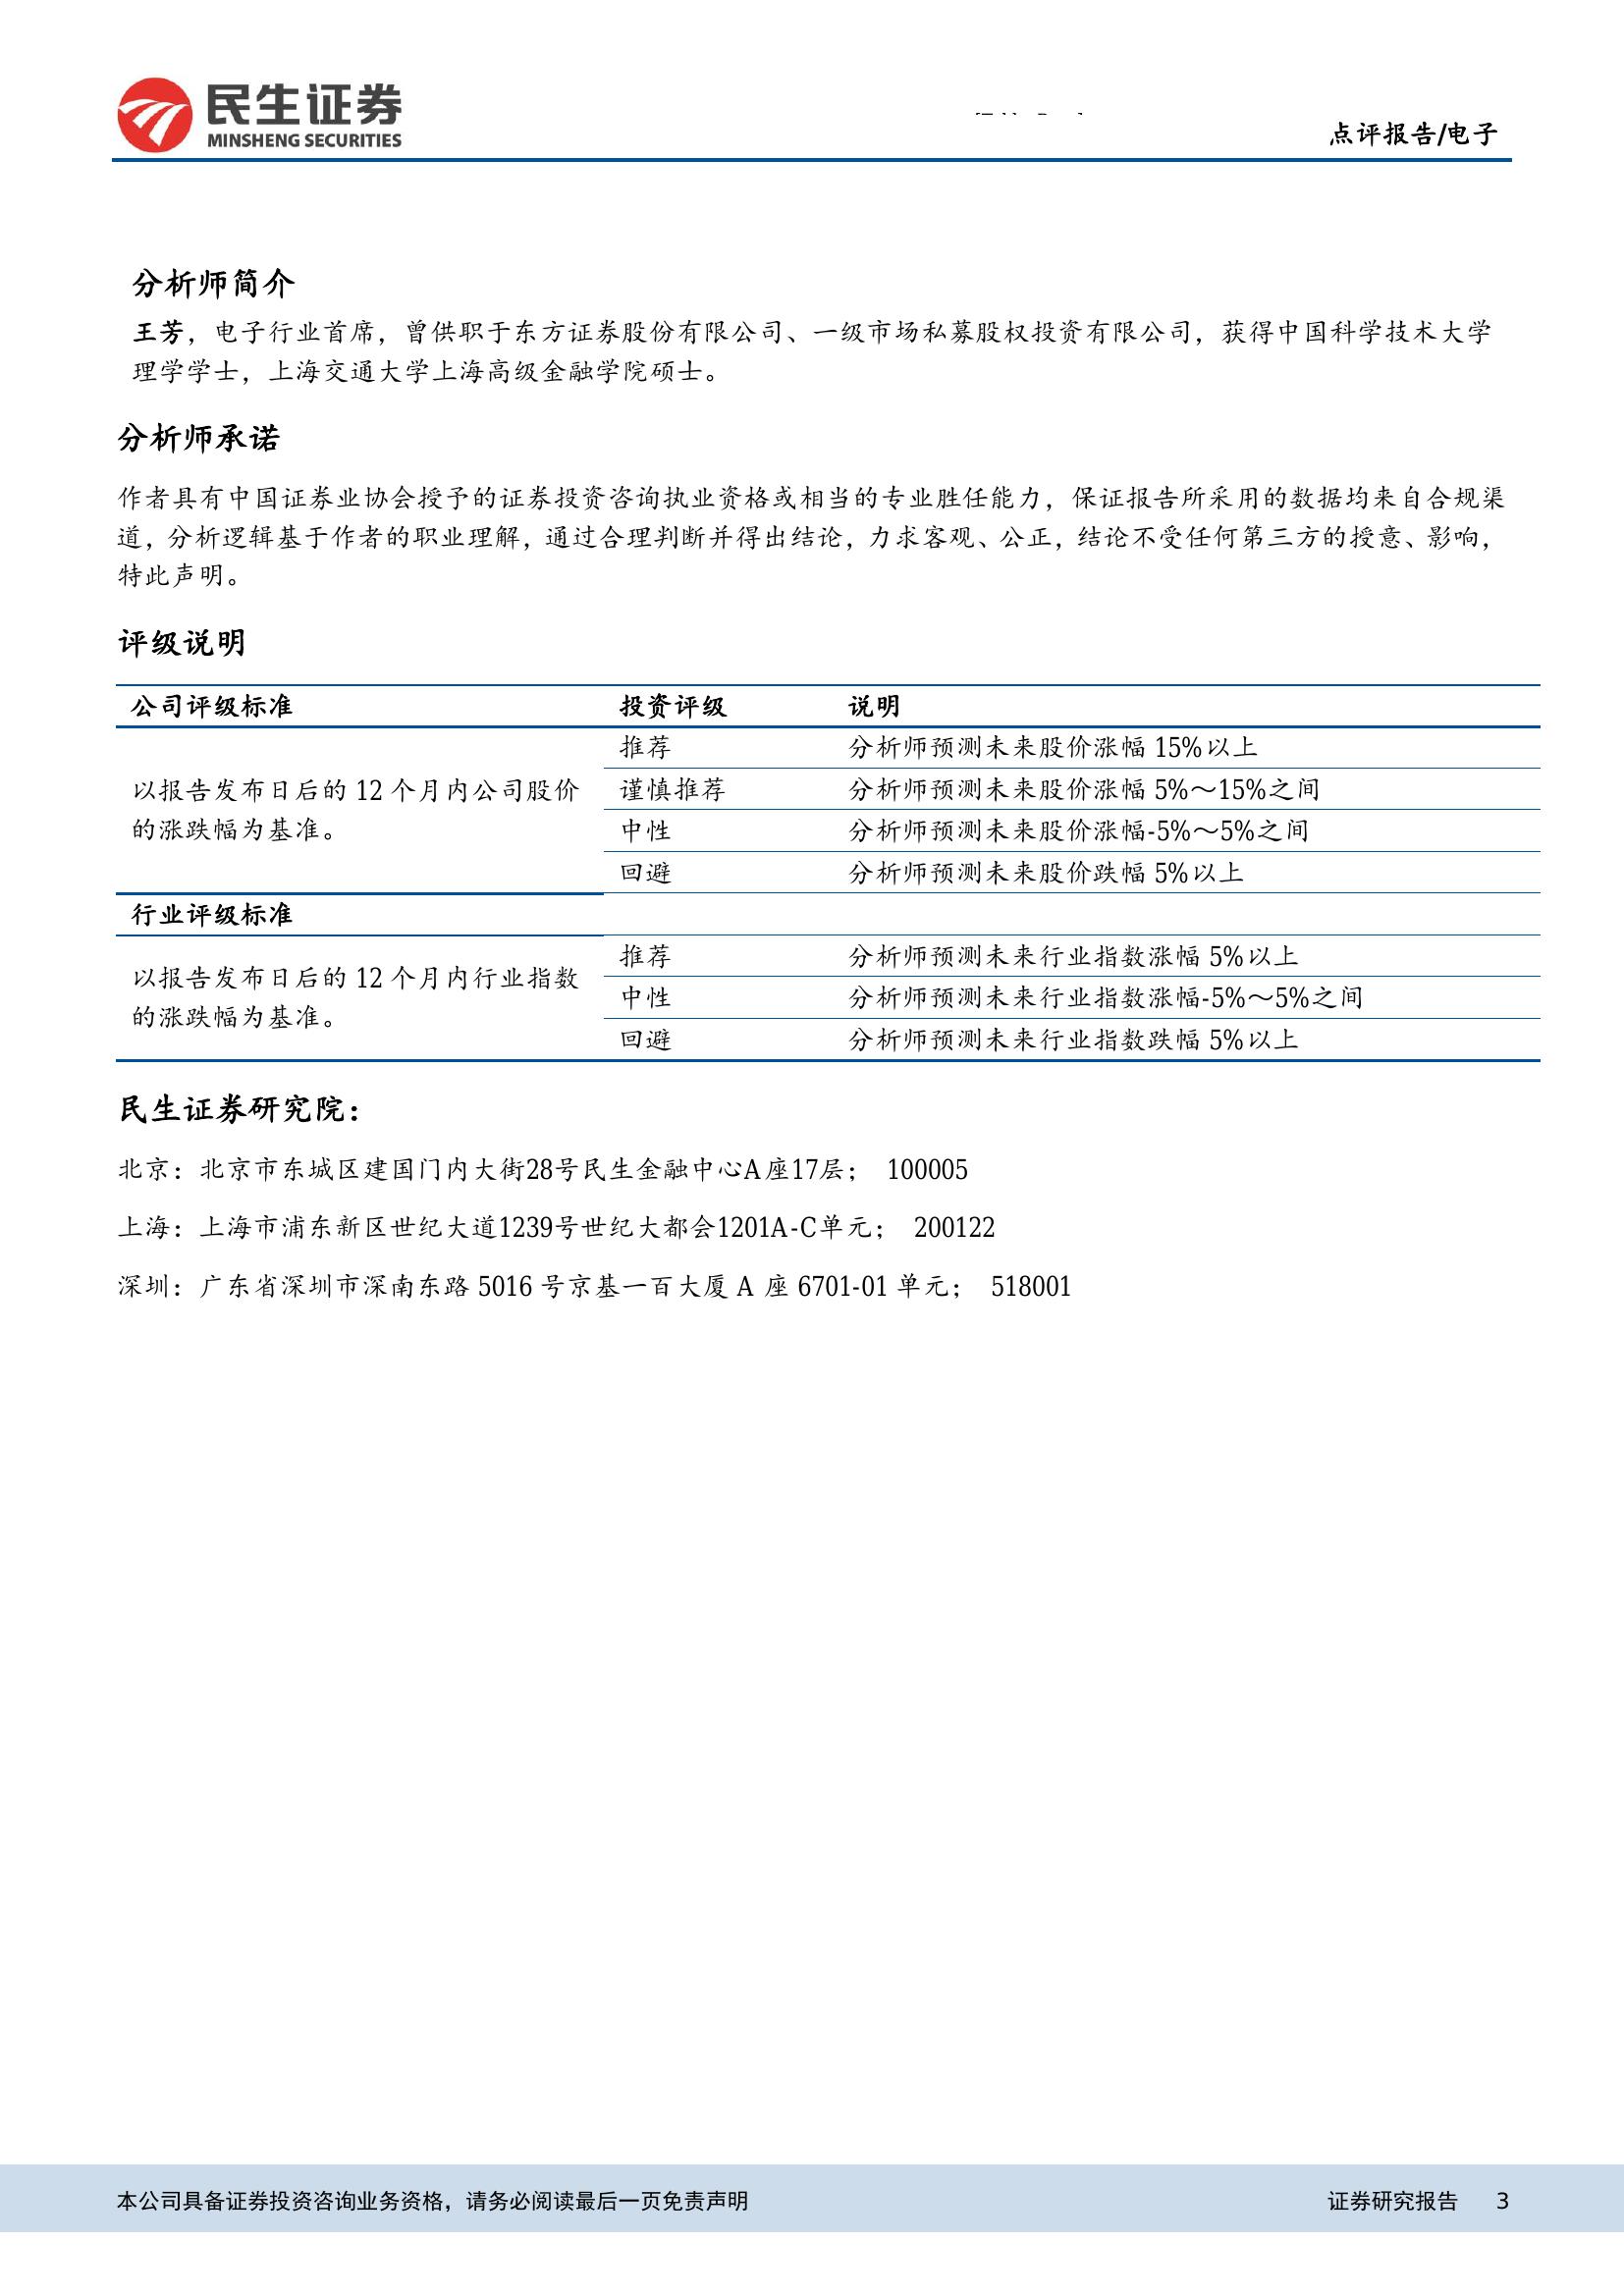 民生证券
MINSHENG SECURITIES
点评报告/电子
分析师简介
王芳，电子行业首席，曾供职于东方证券股份有限公司、一级市场私募股权投资有限公司，获得中国科学技术大学
理学学士，上海交通大学上海高级金融学院硕士。
分析师承诺
作者具有中国证券业协会授予的证券投资咨询执业资格或相当的专业胜任能力，保证报告所采用的数据均来自合规渠
道，分析逻辑基于作者的职业理解，通过合理判断并得出结论，力求客观、公正，结论不受任何第三方的授意、影响，
特此声明。
评级说明
公司评级标准 投资评级 说明
以报告发布日后的 12 个月内公司股价
的涨跌幅为基准。
推荐 分析师预测未来股价涨幅 15%以上
谨慎推荐 分析师预测未来股价涨幅 5%～15%之间
中性 分析师预测未来股价涨幅-5%～5%之间
回避 分析师预测未来股价跌幅 5%以上
行业评级标准
以报告发布日后的 12 个月内行业指数
的涨跌幅为基准。
推荐 分析师预测未来行业指数涨幅 5%以上
中性 分析师预测未来行业指数涨幅-5%～5%之间
回避 分析师预测未来行业指数跌幅 5%以上
民生证券研究院：
北京：北京市东城区建国门内大街28号民生金融中心A座17层； 100005
上海：上海市浦东新区世纪大道1239号世纪大都会1201A-C单元； 200122
深圳：广东省深圳市深南东路 5016 号京基一百大厦 A 座 6701-01 单元； 518001
本公司具备证券投资咨询业务资格，请务必阅读最后一页免责声明 证券研究报告 3